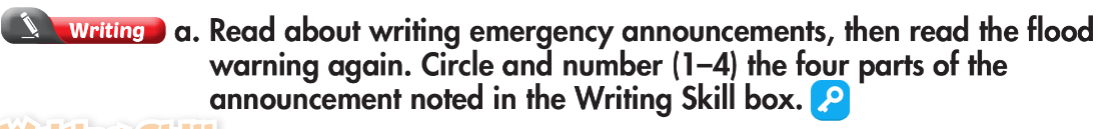 Writing a. Read about writing emergency announcements, then read the flood
warning again. Circle and number (1–4) the four parts of the
announcement noted in the Writing Skill box.